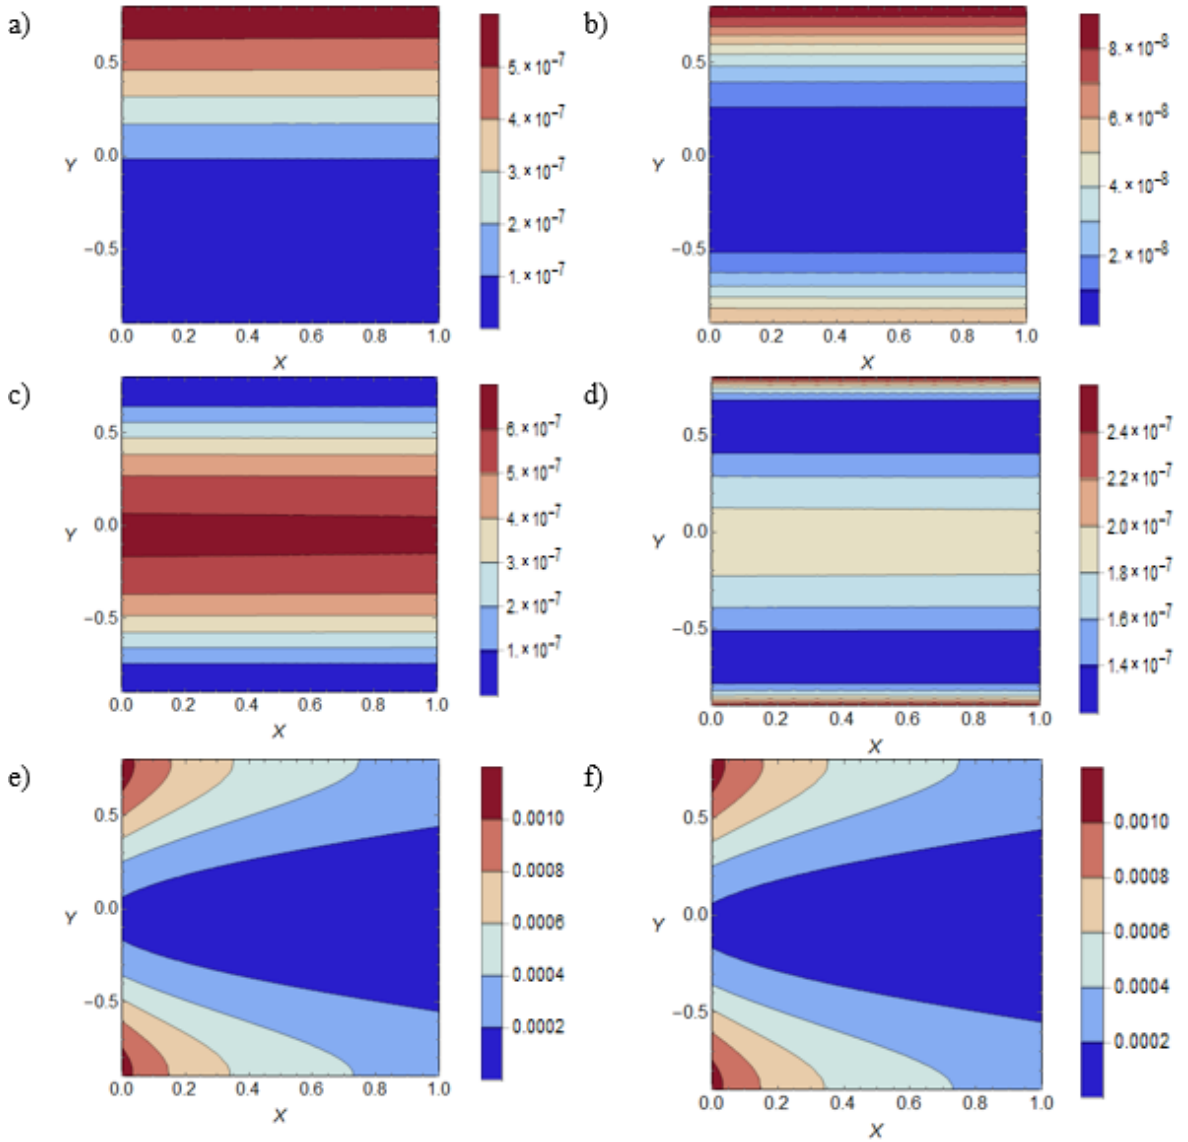 a)
0.5
0.0
Y
−0.5
0.0 0.2 0.4 0.6 0.8 1.0
X
5.×10⁻⁷
4.×10⁻⁷
3.×10⁻⁷
2.×10⁻⁷
1.×10⁻⁷
b)
0.5
0.0
Y
−0.5
0.0 0.2 0.4 0.6 0.8 1.0
X
8.×10⁻⁸
6.×10⁻⁸
4.×10⁻⁸
2.×10⁻⁸
c)
0.5
0.0
Y
−0.5
0.0 0.2 0.4 0.6 0.8 1.0
X
6.×10⁻⁷
5.×10⁻⁷
4.×10⁻⁷
3.×10⁻⁷
2.×10⁻⁷
1.×10⁻⁷
d)
0.5
0.0
Y
−0.5
0.0 0.2 0.4 0.6 0.8 1.0
X
2.4×10⁻⁷
2.2×10⁻⁷
2.0×10⁻⁷
1.8×10⁻⁷
1.6×10⁻⁷
1.4×10⁻⁷
e)
0.5
0.0
Y
−0.5
0.0 0.2 0.4 0.6 0.8 1.0
X
0.0010
0.0008
0.0006
0.0004
0.0002
f)
0.5
0.0
Y
−0.5
0.0 0.2 0.4 0.6 0.8 1.0
X
0.0010
0.0008
0.0006
0.0004
0.0002